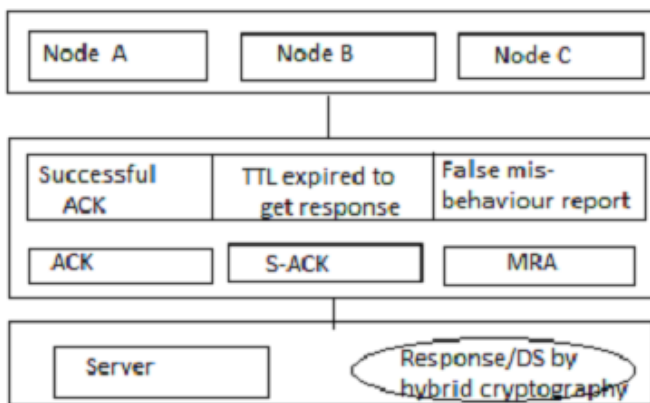 Node A
Node B
Node C
Successful
ACK
TTL expired to
get response
False mis-
behaviour report
ACK
S-ACK
MRA
Server
Response/DS by
hybrid cryptography